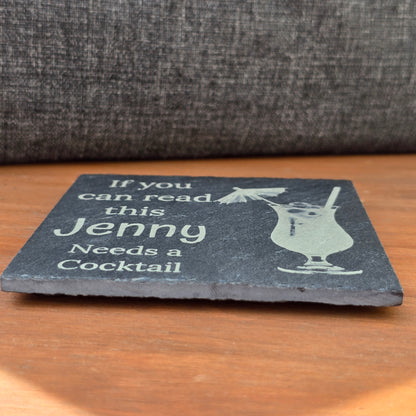 If you
can read
this
Jenny
Needs a
Cocktail